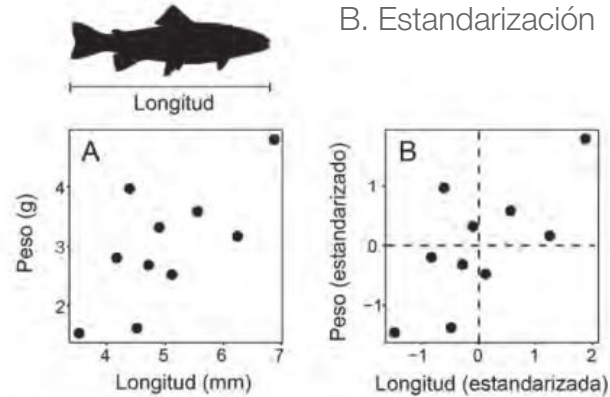 B. Estandarización
Longitud
A
Peso (g)
4
3
2
4
5
6
7
Longitud (mm)
B
Peso (estandarizado)
1
0
−1
−1
0
1
2
Longitud (estandarizada)